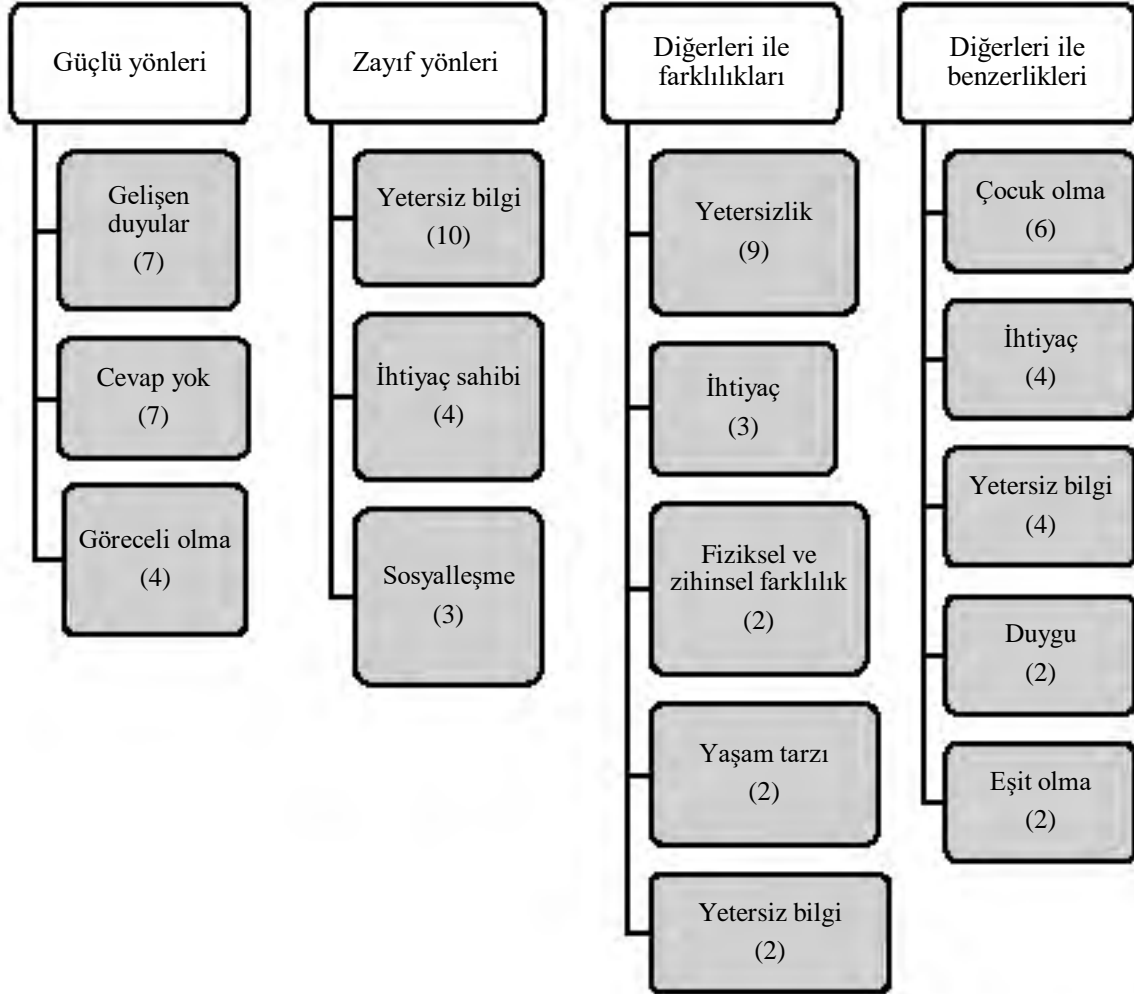 Güçlü yönleri
Gelişen
duyular
(7)
Cevap yok
(7)
Göreceli olma
(4)
Zayıf yönleri
Yetersiz bilgi
(10)
İhtiyaç sahibi
(4)
Sosyalleşme
(3)
Diğerleri ile
farklılıkları
Yetersizlik
(9)
İhtiyaç
(3)
Fiziksel ve
zihinsel farklılık
(2)
Yaşam tarzı
(2)
Yetersiz bilgi
(2)
Diğerleri ile
benzerlikleri
Çocuk olma
(6)
İhtiyaç
(4)
Yetersiz bilgi
(4)
Duygu
(2)
Eşit olma
(2)